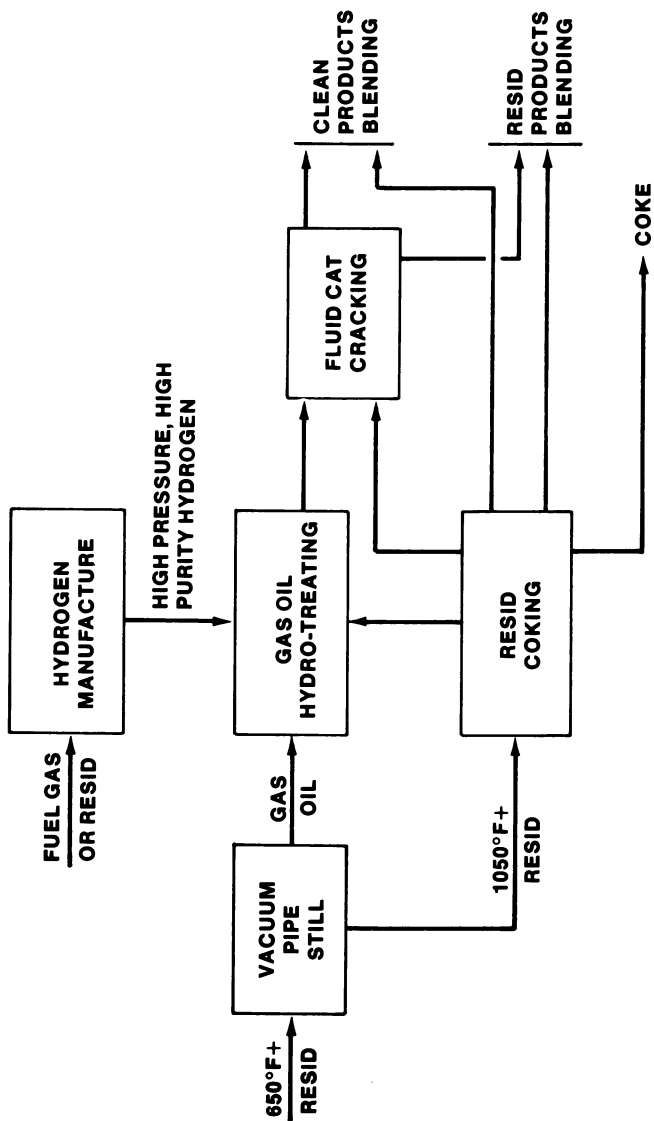 FUEL GAS
OR RESID
HYDROGEN
MANUFACTURE
HIGH PRESSURE, HIGH
PURITY HYDROGEN
650°F+
RESID
VACUUM
PIPE
STILL
GAS
OIL
GAS OIL
HYDRO-TREATING
FLUID CAT
CRACKING
CLEAN
PRODUCTS
BLENDING
1050°F+
RESID
RESID
COKING
RESID
PRODUCTS
BLENDING
COKE